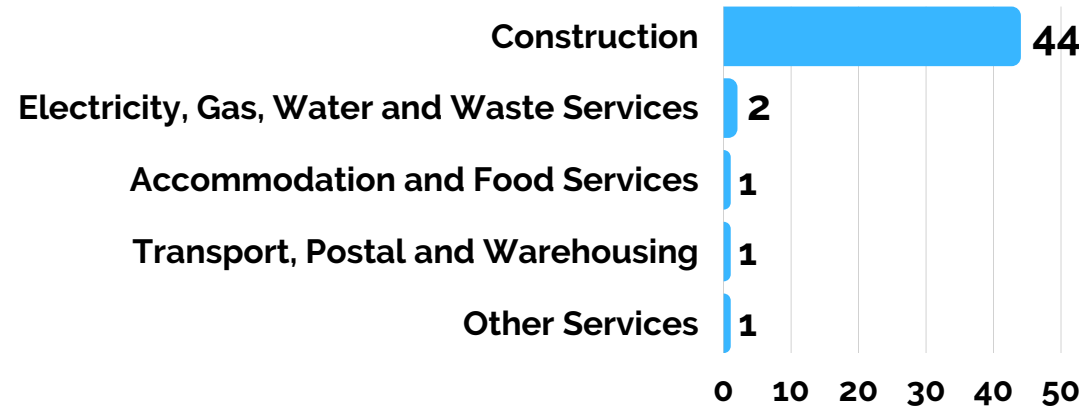 Construction 44
Electricity, Gas, Water and Waste Services 2
Accommodation and Food Services 1
Transport, Postal and Warehousing 1
Other Services 1
0 10 20 30 40 50